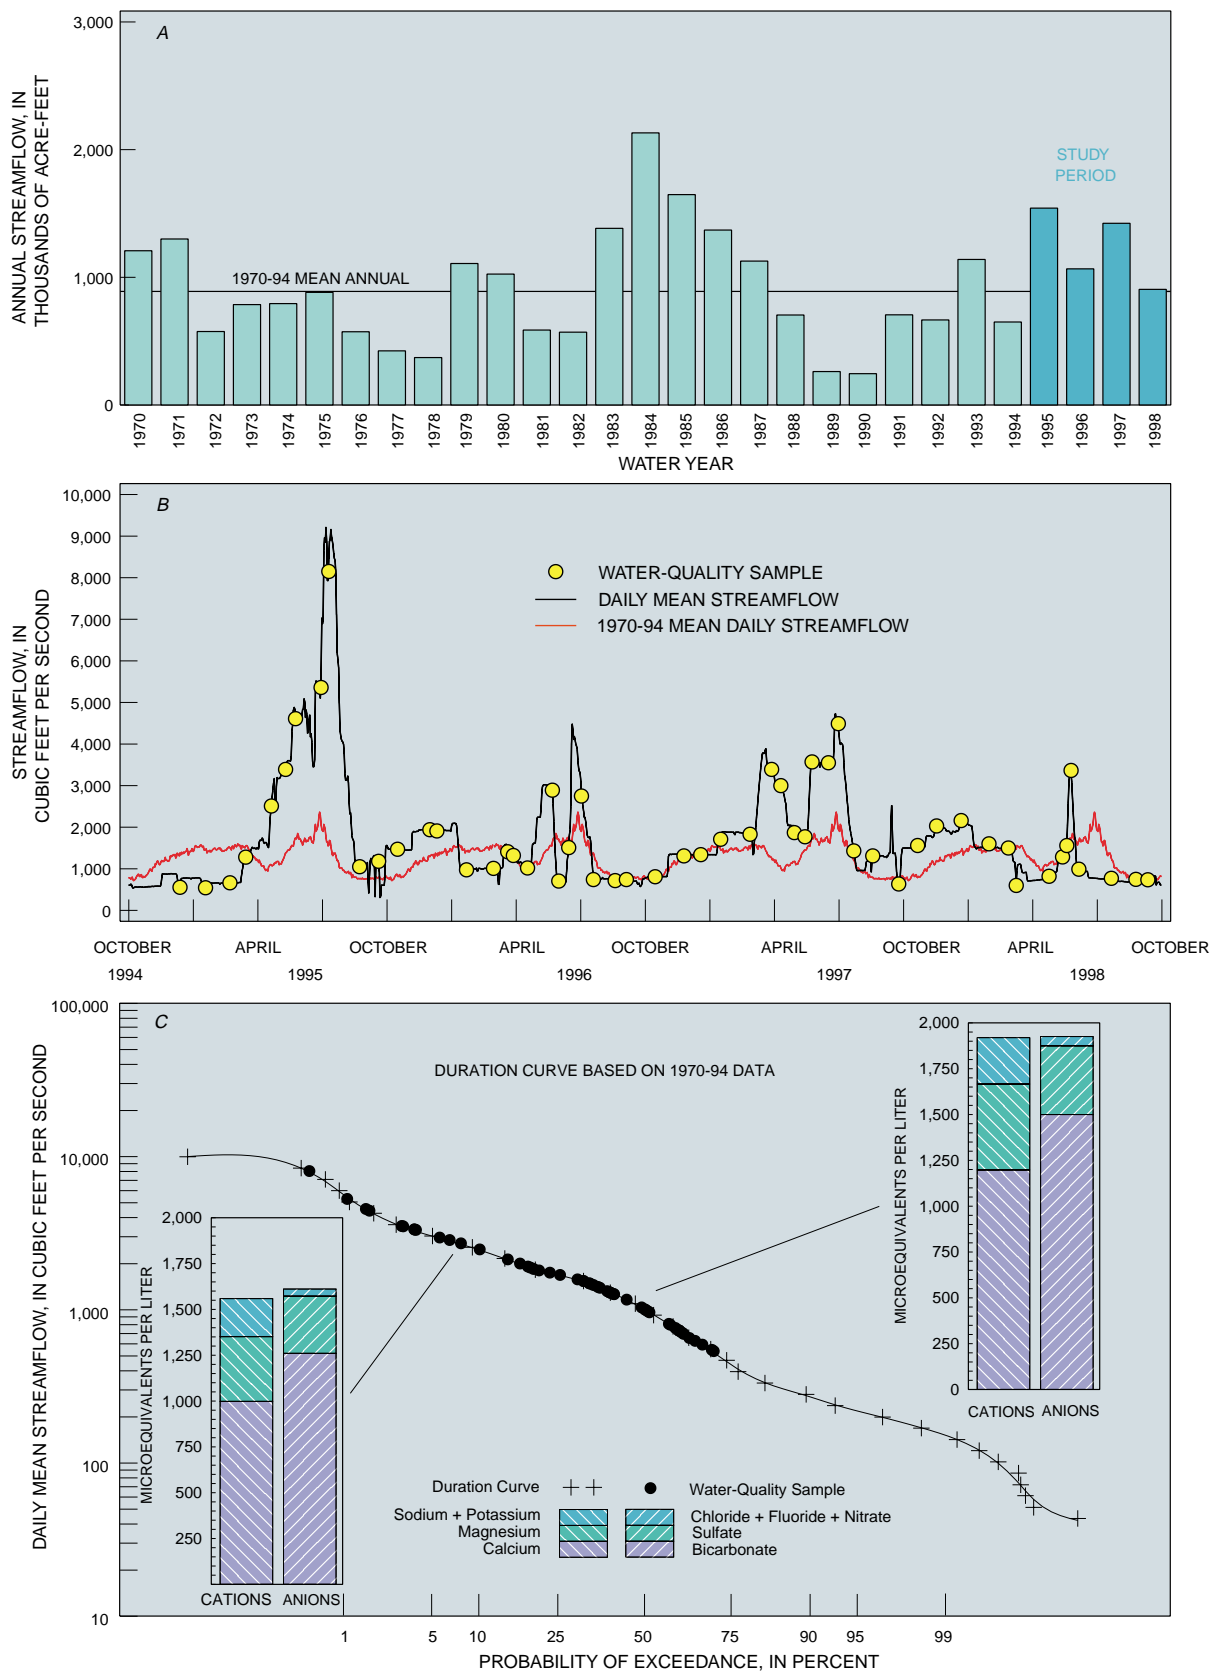 A
ANNUAL STREAMFLOW, IN
THOUSANDS OF ACRE-FEET
3,000
2,000
1,000
0
1970-94 MEAN ANNUAL
STUDY
PERIOD
1970
1971
1972
1973
1974
1975
1976
1977
1978
1979
1980
1981
1982
1983
1984
1985
1986
1987
1988
1989
1990
1991
1992
1993
1994
1995
1996
1997
1998
WATER YEAR
B
STREAMFLOW, IN
CUBIC FEET PER SECOND
10,000
9,000
8,000
7,000
6,000
5,000
4,000
3,000
2,000
1,000
0
WATER-QUALITY SAMPLE
DAILY MEAN STREAMFLOW
1970-94 MEAN DAILY STREAMFLOW
OCTOBER APRIL OCTOBER APRIL OCTOBER APRIL OCTOBER APRIL OCTOBER
1994 1995 1996 1997 1998
C
DAILY MEAN STREAMFLOW, IN CUBIC FEET PER SECOND
100,000
10,000
1,000
100
10
DURATION CURVE BASED ON 1970-94 DATA
MICROEQUIVALENTS PER LITER
2,000
1,750
1,500
1,250
1,000
750
500
250
0
CATIONS ANIONS
MICROEQUIVALENTS PER LITER
2,000
1,750
1,500
1,250
1,000
750
500
250
CATIONS ANIONS
Duration Curve
Water-Quality Sample
Sodium + Potassium
Chloride + Fluoride + Nitrate
Magnesium
Sulfate
Calcium
Bicarbonate
1 5 10 25 50 75 90 95 99
PROBABILITY OF EXCEEDANCE, IN PERCENT